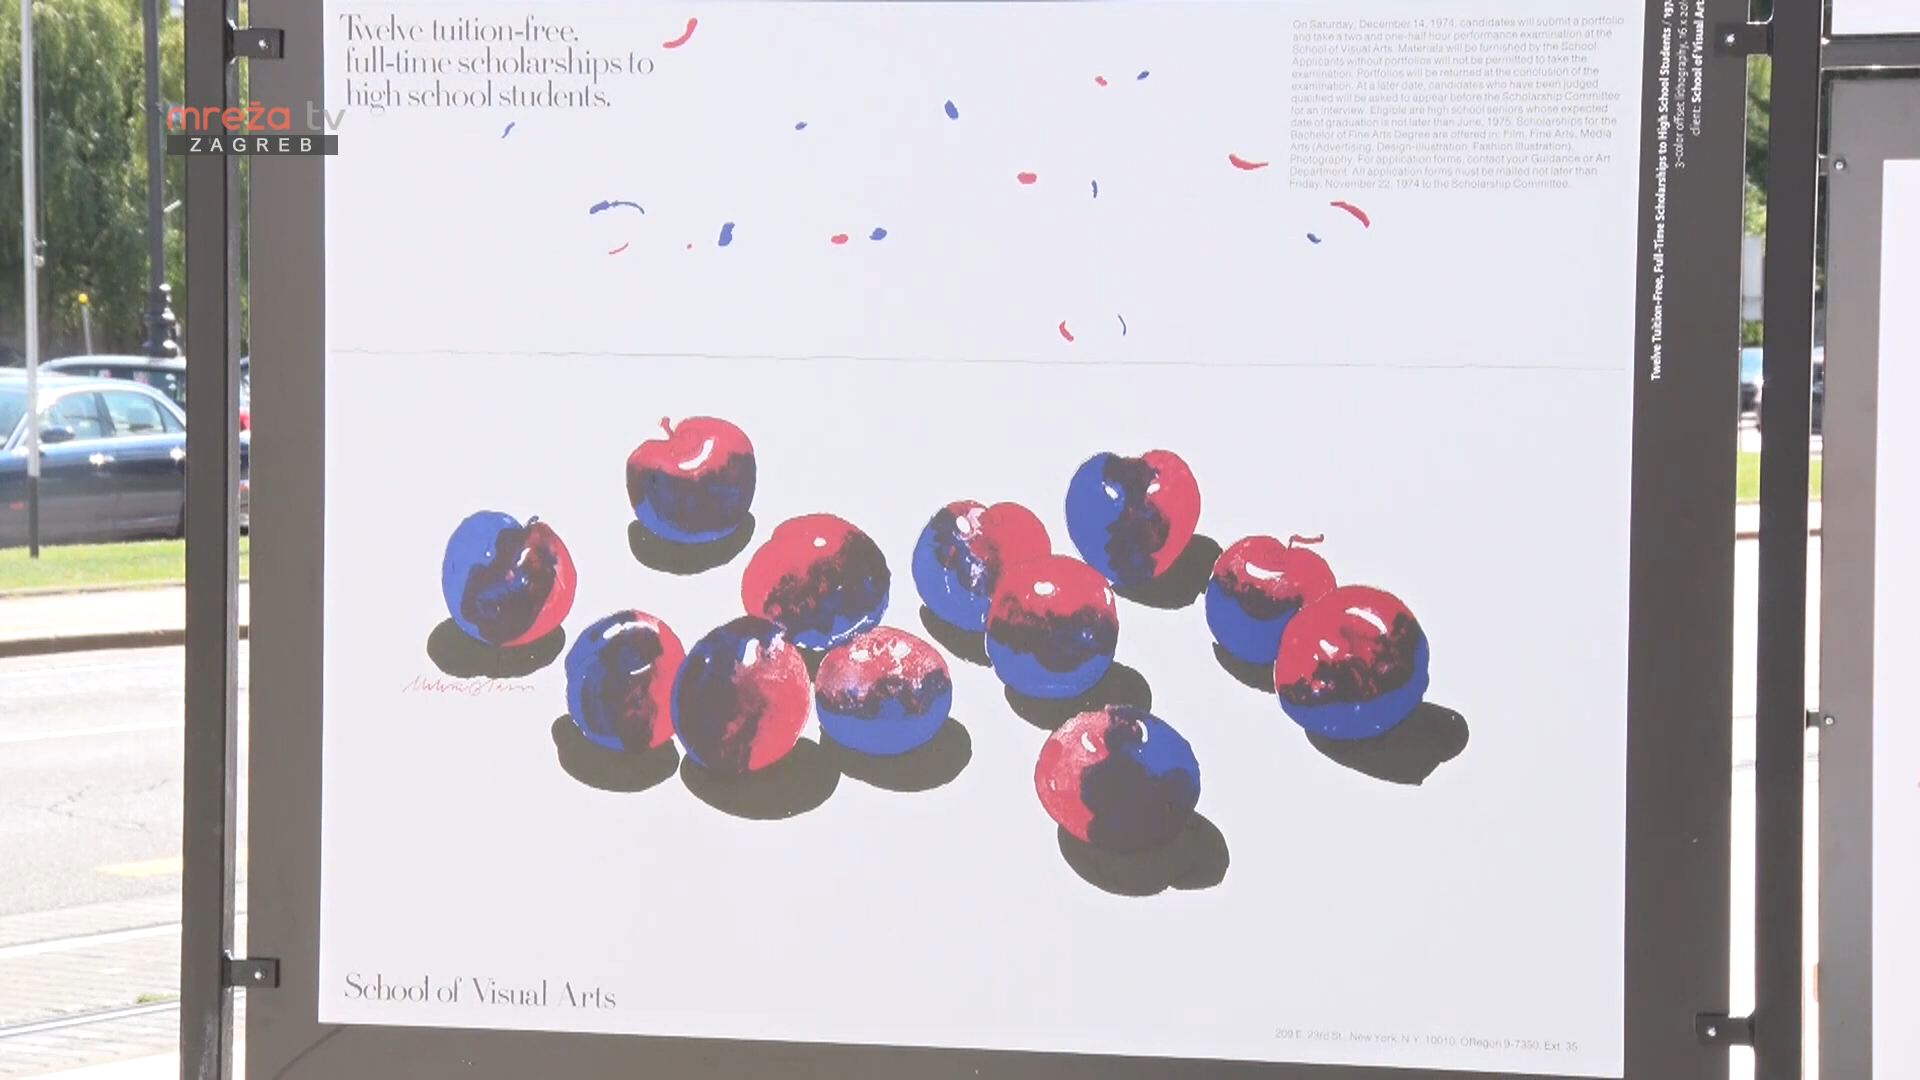 Twelve tuition-free,
full-time scholarships to
high school students.
mreža tv
ZAGREB
On Saturday, December 14, 1974, candidates will submit a portfolio
and take a two and one-half hour performance examination at the
School of Visual Arts. Materials will be furnished by the School.
Applicants without portfolios will not be permitted to take the
examination. Portfolios will be returned at the conclusion of the
examination. At a later date, candidates who have been judged
qualified will be asked to appear before the Scholarship Committee
for an interview. Eligible are high school seniors whose expected
date of graduation is not later than June, 1975. Scholarships for the
Bachelor of Fine Arts Degree are offered in: Film, Fine Arts, Media
Arts (Advertising, Design-Illustration, Fashion Illustration),
Photography. For application forms, contact your Guidance or Art
Department. All application forms must be mailed not later than
Friday, November 22, 1974 to the Scholarship Committee.
Twelve Tuition-Free, Full-Time Scholarships to High School Students / 197
3-color offset lithography, 16 x 20
client: School of Visual Arts
School of Visual Arts
209 E. 23rd St., New York, N.Y. 10010, ORegon 9-7350, Ext. 35